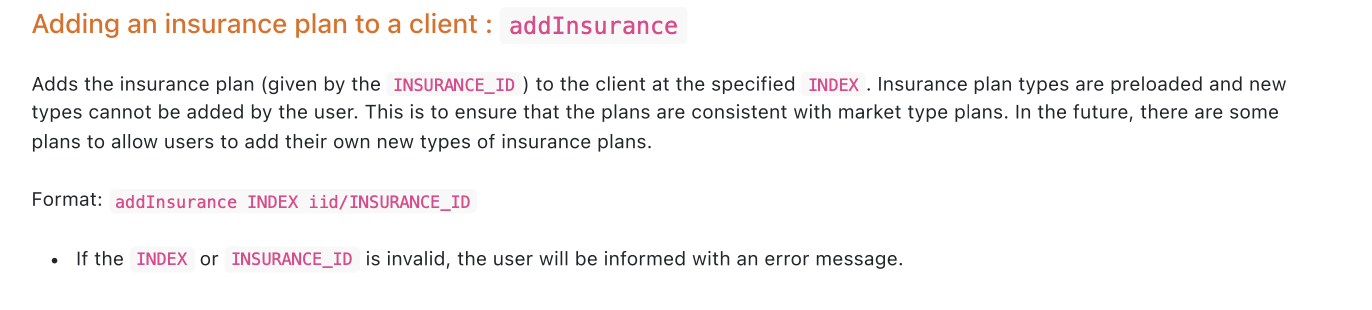 Adding an insurance plan to a client : addInsurance
Adds the insurance plan (given by the INSURANCE_ID ) to the client at the specified INDEX . Insurance plan types are preloaded and new
types cannot be added by the user. This is to ensure that the plans are consistent with market type plans. In the future, there are some
plans to allow users to add their own new types of insurance plans.
Format: addInsurance INDEX iid/INSURANCE_ID
• If the INDEX or INSURANCE_ID is invalid, the user will be informed with an error message.